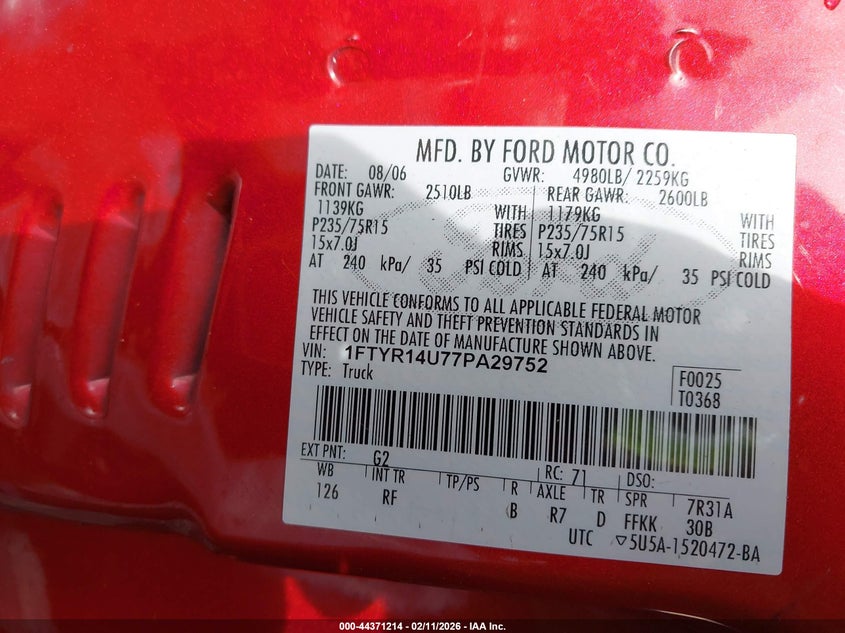 MFD. BY FORD MOTOR CO.
DATE: 08/06 GVWR: 4980LB/ 2259KG
FRONT GAWR: 2510LB REAR GAWR: 2600LB
1139KG WITH 1179KG WITH
P235/75R15 TIRES P235/75R15 TIRES
15x7.0J RIMS 15x7.0J RIMS
AT 240 kPa/ 35 PSI COLD AT 240 kPa/ 35 PSI COLD
THIS VEHICLE CONFORMS TO ALL APPLICABLE FEDERAL MOTOR
VEHICLE SAFETY AND THEFT PREVENTION STANDARDS IN
EFFECT ON THE DATE OF MANUFACTURE SHOWN ABOVE.
VIN: 1FTYR14U77PA29752
TYPE: Truck
F0025
T0368
EXT PNT: G2 RC: 71 DSO:
WB INT TR TP/PS R AXLE TR SPR 7R31A
126 RF B R7 D FFKK 30B
UTC ▽5U5A-1520472-BA
000-44371214 - 02/11/2026 - IAA Inc.